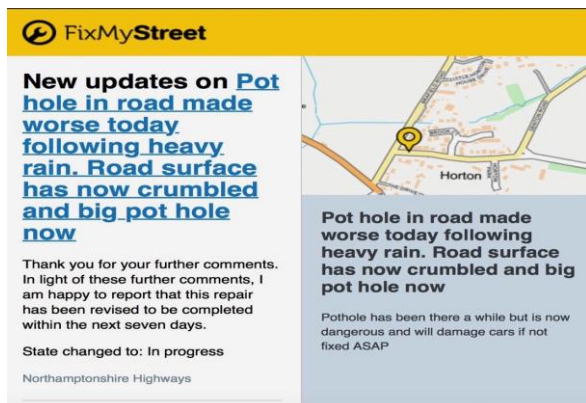 FixMyStreet
New updates on Pot
hole in road made
worse today
following heavy
rain. Road surface
has now crumbled
and big pot hole
now
Thank you for your further comments.
In light of these further comments, I
am happy to report that this repair
has been revised to be completed
within the next seven days.
State changed to: In progress
Northamptonshire Highways
Horton
Pot hole in road made
worse today following
heavy rain. Road surface
has now crumbled and big
pot hole now
Pothole has been there a while but is now
dangerous and will damage cars if not
fixed ASAP